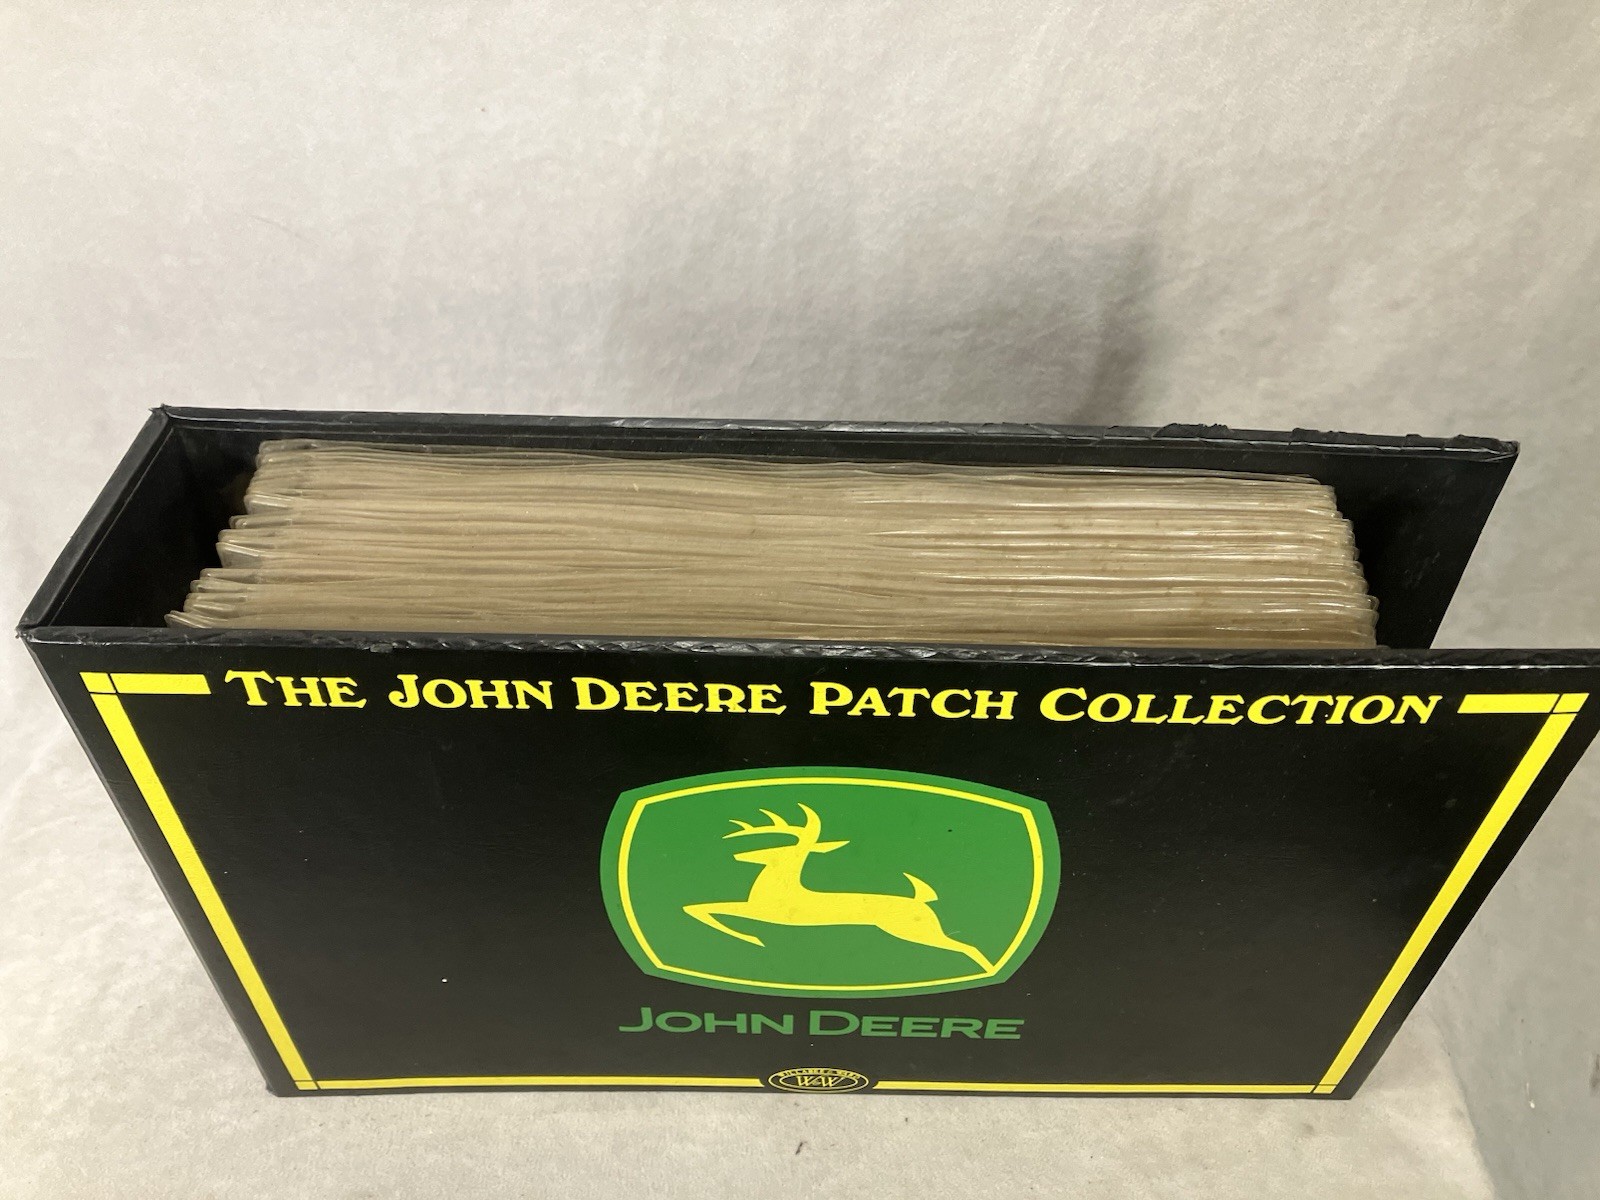 THE JOHN DEERE PATCH COLLECTION
JOHN DEERE
W&W